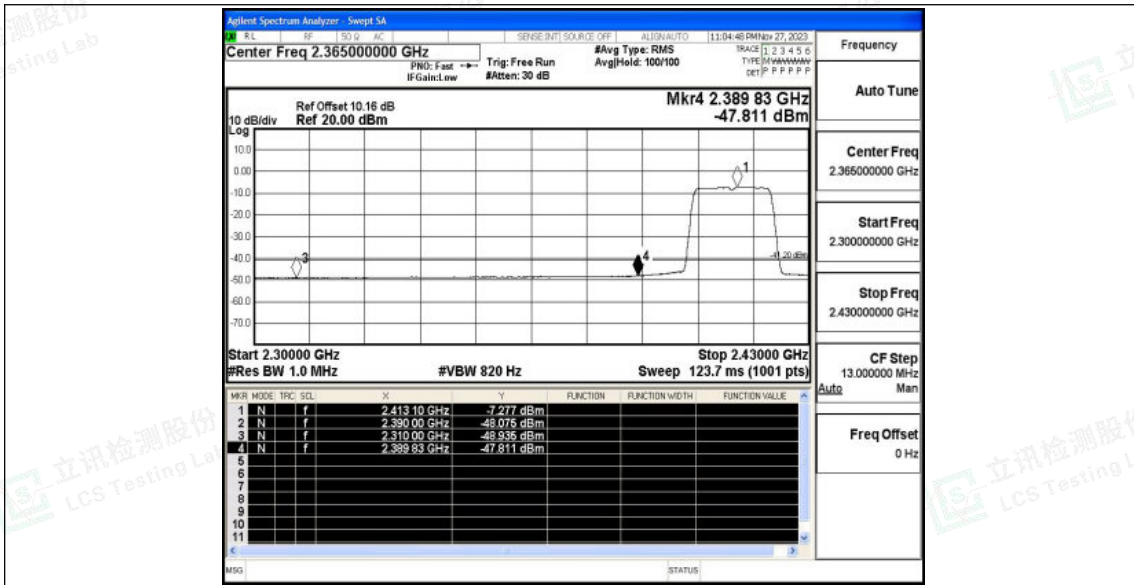 Agilent Spectrum Analyzer - Swept SA
RL RF 50 Ω AC SENSE:INT SOURCE OFF ALIGNAUTO 11:04:48 PM Nov 27, 2023
Center Freq 2.365000000 GHz
PNO: Fast
IFGain:Low
Trig: Free Run
#Atten: 30 dB
#Avg Type: RMS
Avg|Hold: 100/100
TRACE 1 2 3 4 5 6
TYPE M W W W W W
DET P P P P P P
Ref Offset 10.16 dB
10 dB/div Ref 20.00 dBm
Log
Mkr4 2.389 83 GHz
-47.811 dBm
10.0
0.00
-10.0
-20.0
-30.0
-40.0
-50.0
-60.0
-70.0
1
3
4
-41.20 dBm
Start 2.30000 GHz Stop 2.43000 GHz
#Res BW 1.0 MHz #VBW 820 Hz Sweep 123.7 ms (1001 pts)
MKR MODE TRC SCL X Y FUNCTION FUNCTION WIDTH FUNCTION VALUE
1 N f 2.413 10 GHz -7.277 dBm
2 N f 2.390 00 GHz -48.075 dBm
3 N f 2.310 00 GHz -48.935 dBm
4 N f 2.389 83 GHz -47.811 dBm
5
6
7
8
9
10
11
MSG STATUS
Frequency
Auto Tune
Center Freq
2.365000000 GHz
Start Freq
2.300000000 GHz
Stop Freq
2.430000000 GHz
CF Step
13.000000 MHz
Auto Man
Freq Offset
0 Hz
立讯检测股份
LCS Testing Lab
立讯检测股份
LCS Testing L